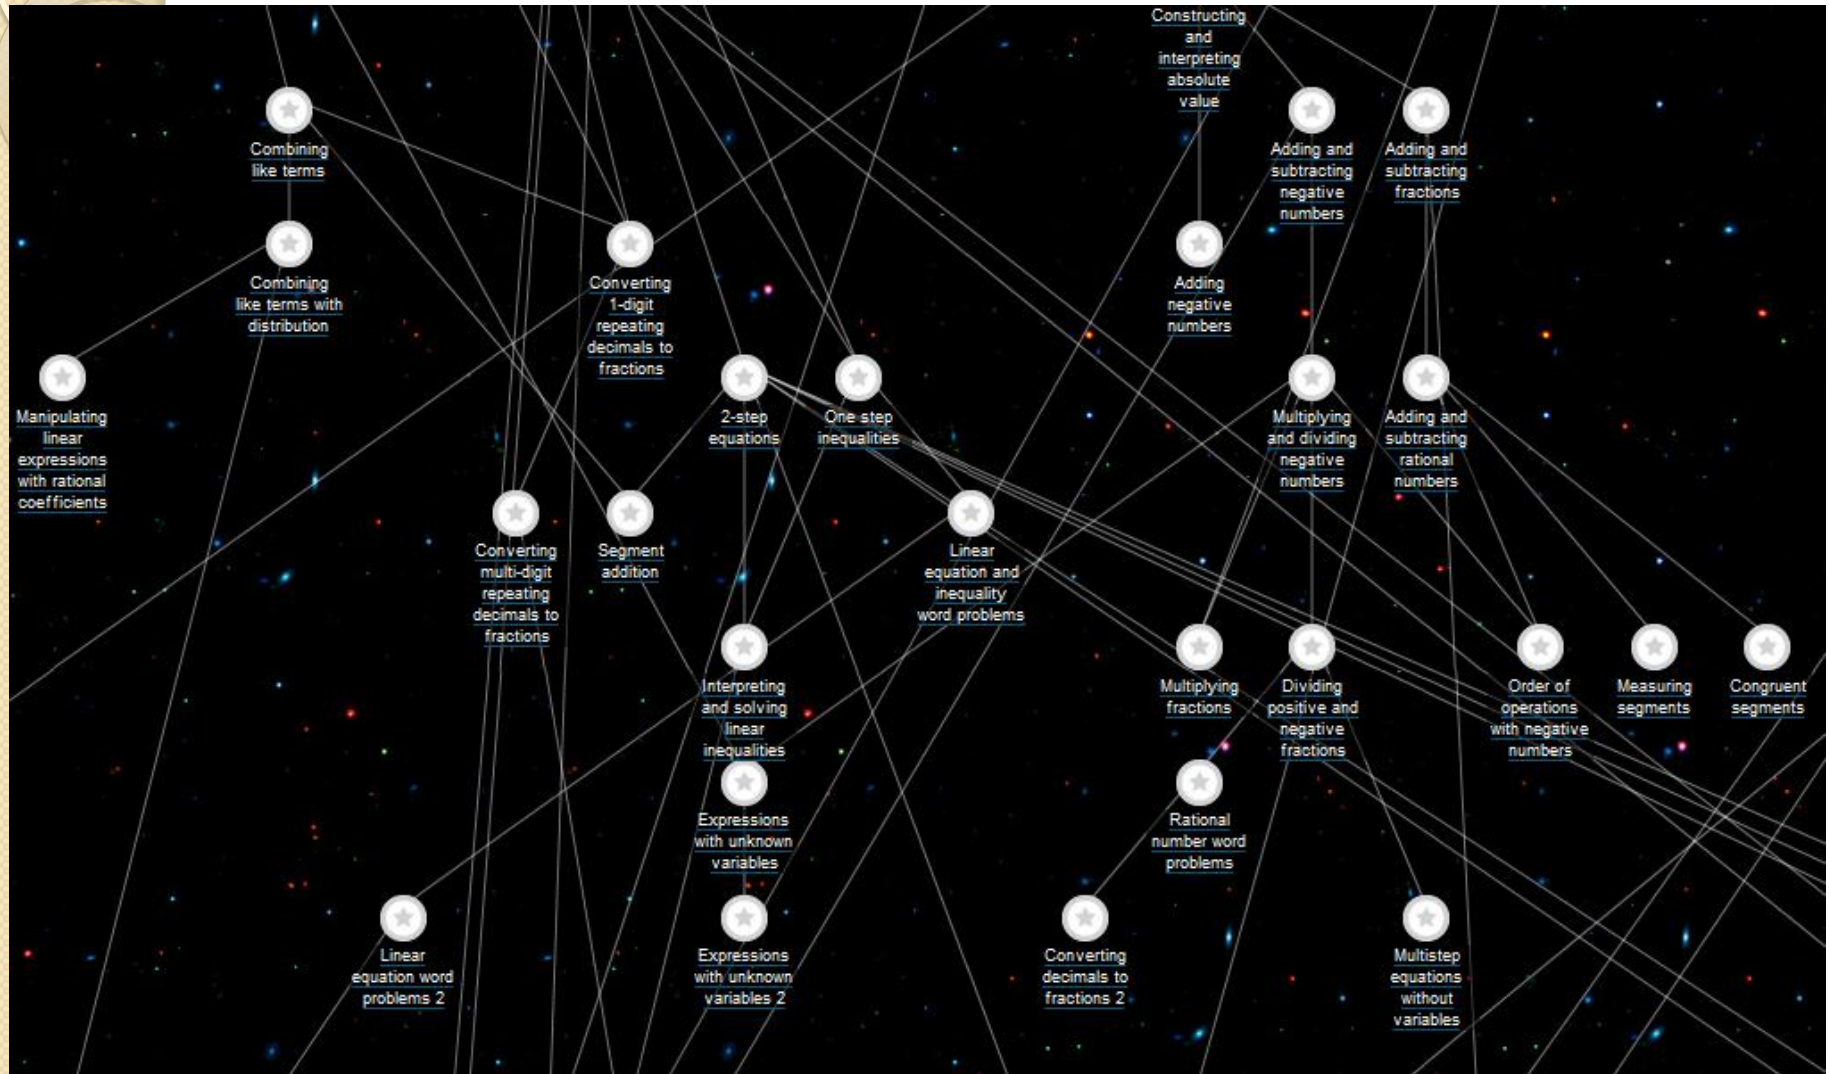 Constructing
and
interpreting
absolute
value
Combining
like terms
Adding and
subtracting
negative
numbers
Adding and
subtracting
fractions
Combining
like terms with
distribution
Converting
1-digit
repeating
decimals to
fractions
Adding
negative
numbers
Manipulating
linear
expressions
with rational
coefficients
2-step
equations
One step
inequalities
Multiplying
and dividing
negative
numbers
Adding and
subtracting
rational
numbers
Converting
multi-digit
repeating
decimals to
fractions
Segment
addition
Linear
equation and
inequality
word problems
Interpreting
and solving
linear
inequalities
Multiplying
fractions
Dividing
positive and
negative
fractions
Order of
operations
with negative
numbers
Measuring
segments
Congruent
segments
Expressions
with unknown
variables
Rational
number word
problems
Linear
equation word
problems 2
Expressions
with unknown
variables 2
Converting
decimals to
fractions 2
Multistep
equations
without
variables